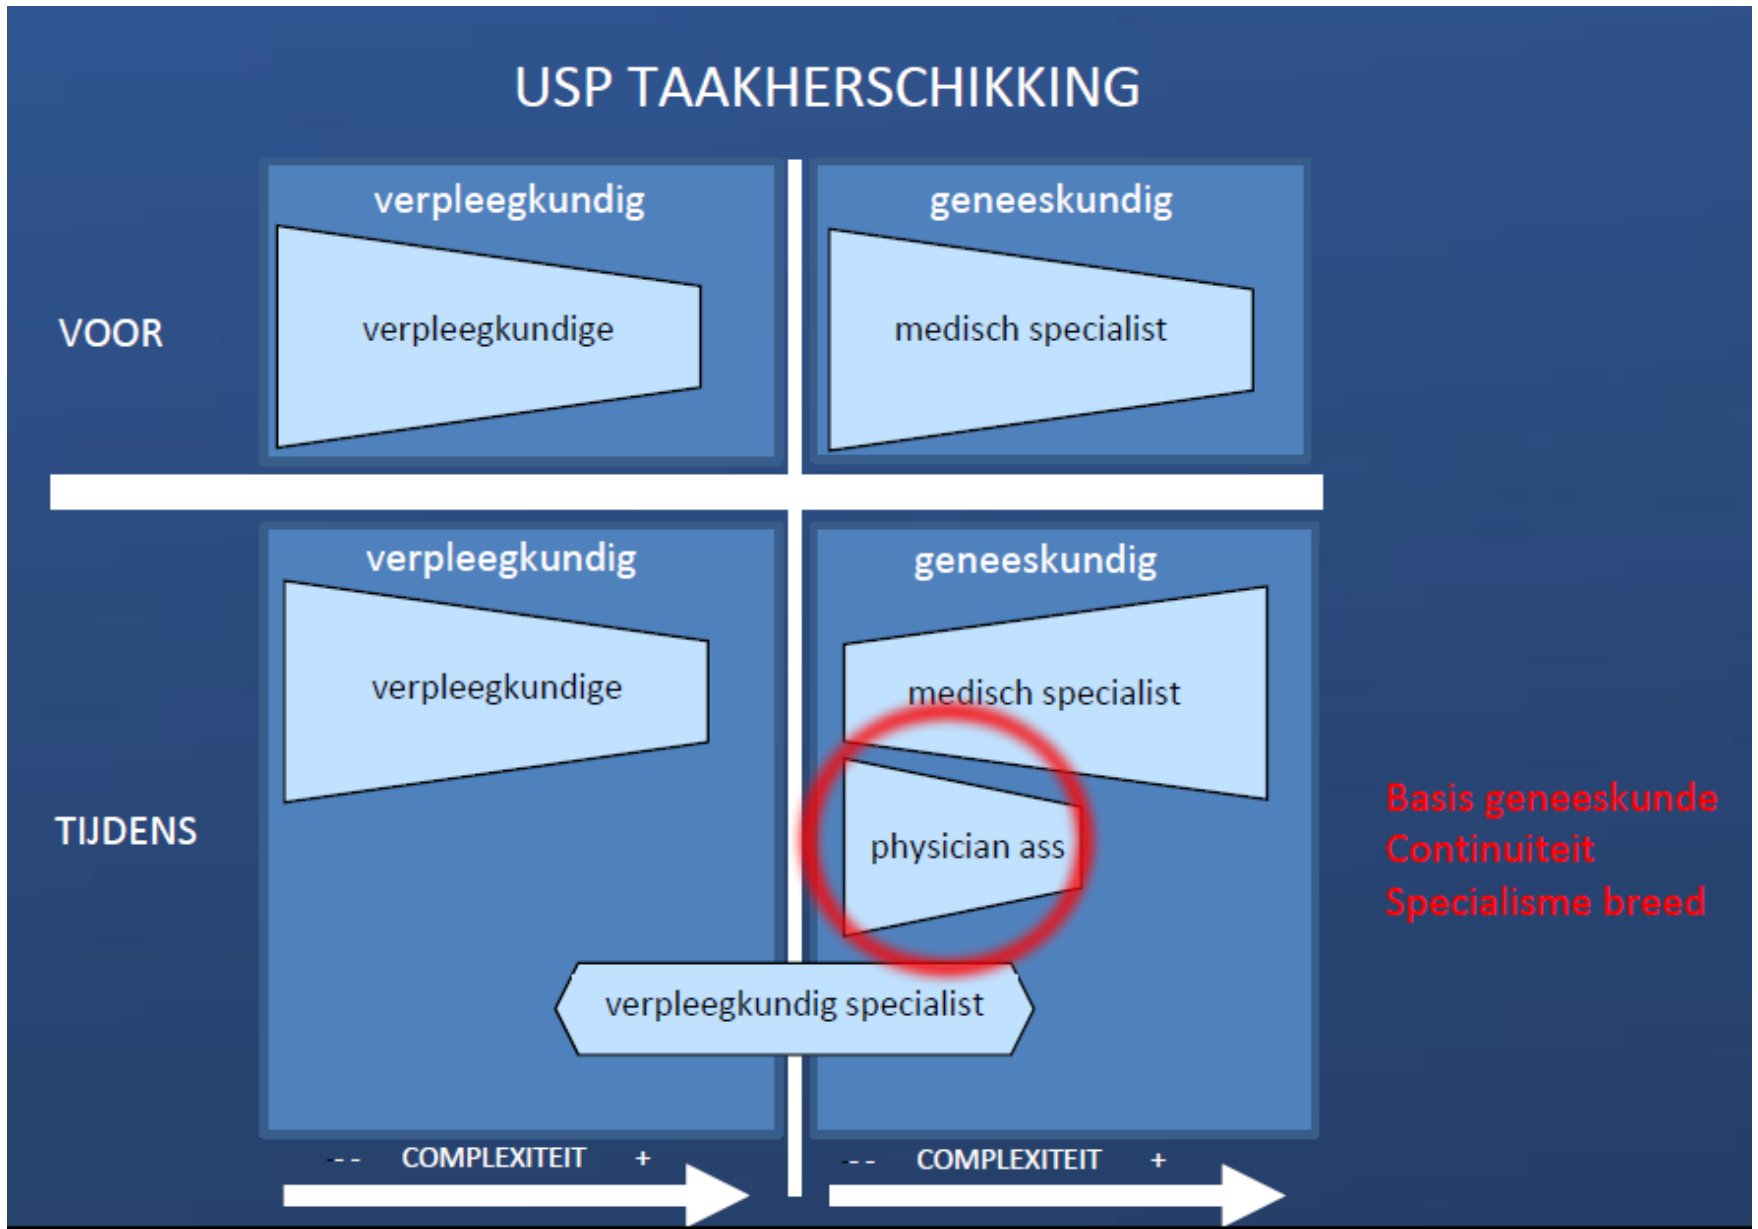 USP TAAKHERSCHIKKING
verpleegkundig
geneeskundig
VOOR
verpleegkundige
medisch specialist
verpleegkundig
geneeskundig
verpleegkundige
medisch specialist
TIJDENS
physician ass
Basis geneeskunde
Continuiteit
Specialisme breed
verpleegkundig specialist
--- COMPLEXITEIT +
--- COMPLEXITEIT +